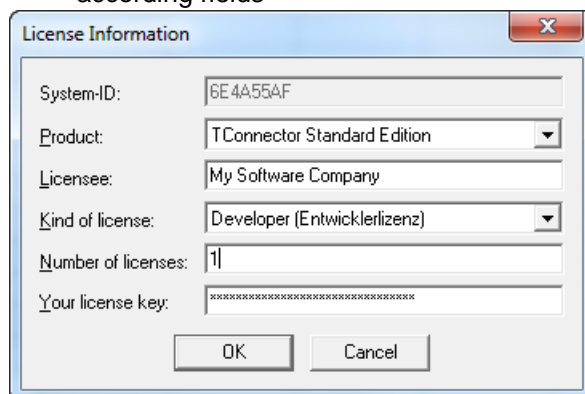 according fields
License Information
System-ID: 6E4A55AF
Product: TConnector Standard Edition
Licensee: My Software Company
Kind of license: Developer (Entwicklerlizenz)
Number of licenses: 1
Your license key: ********************************
OK Cancel